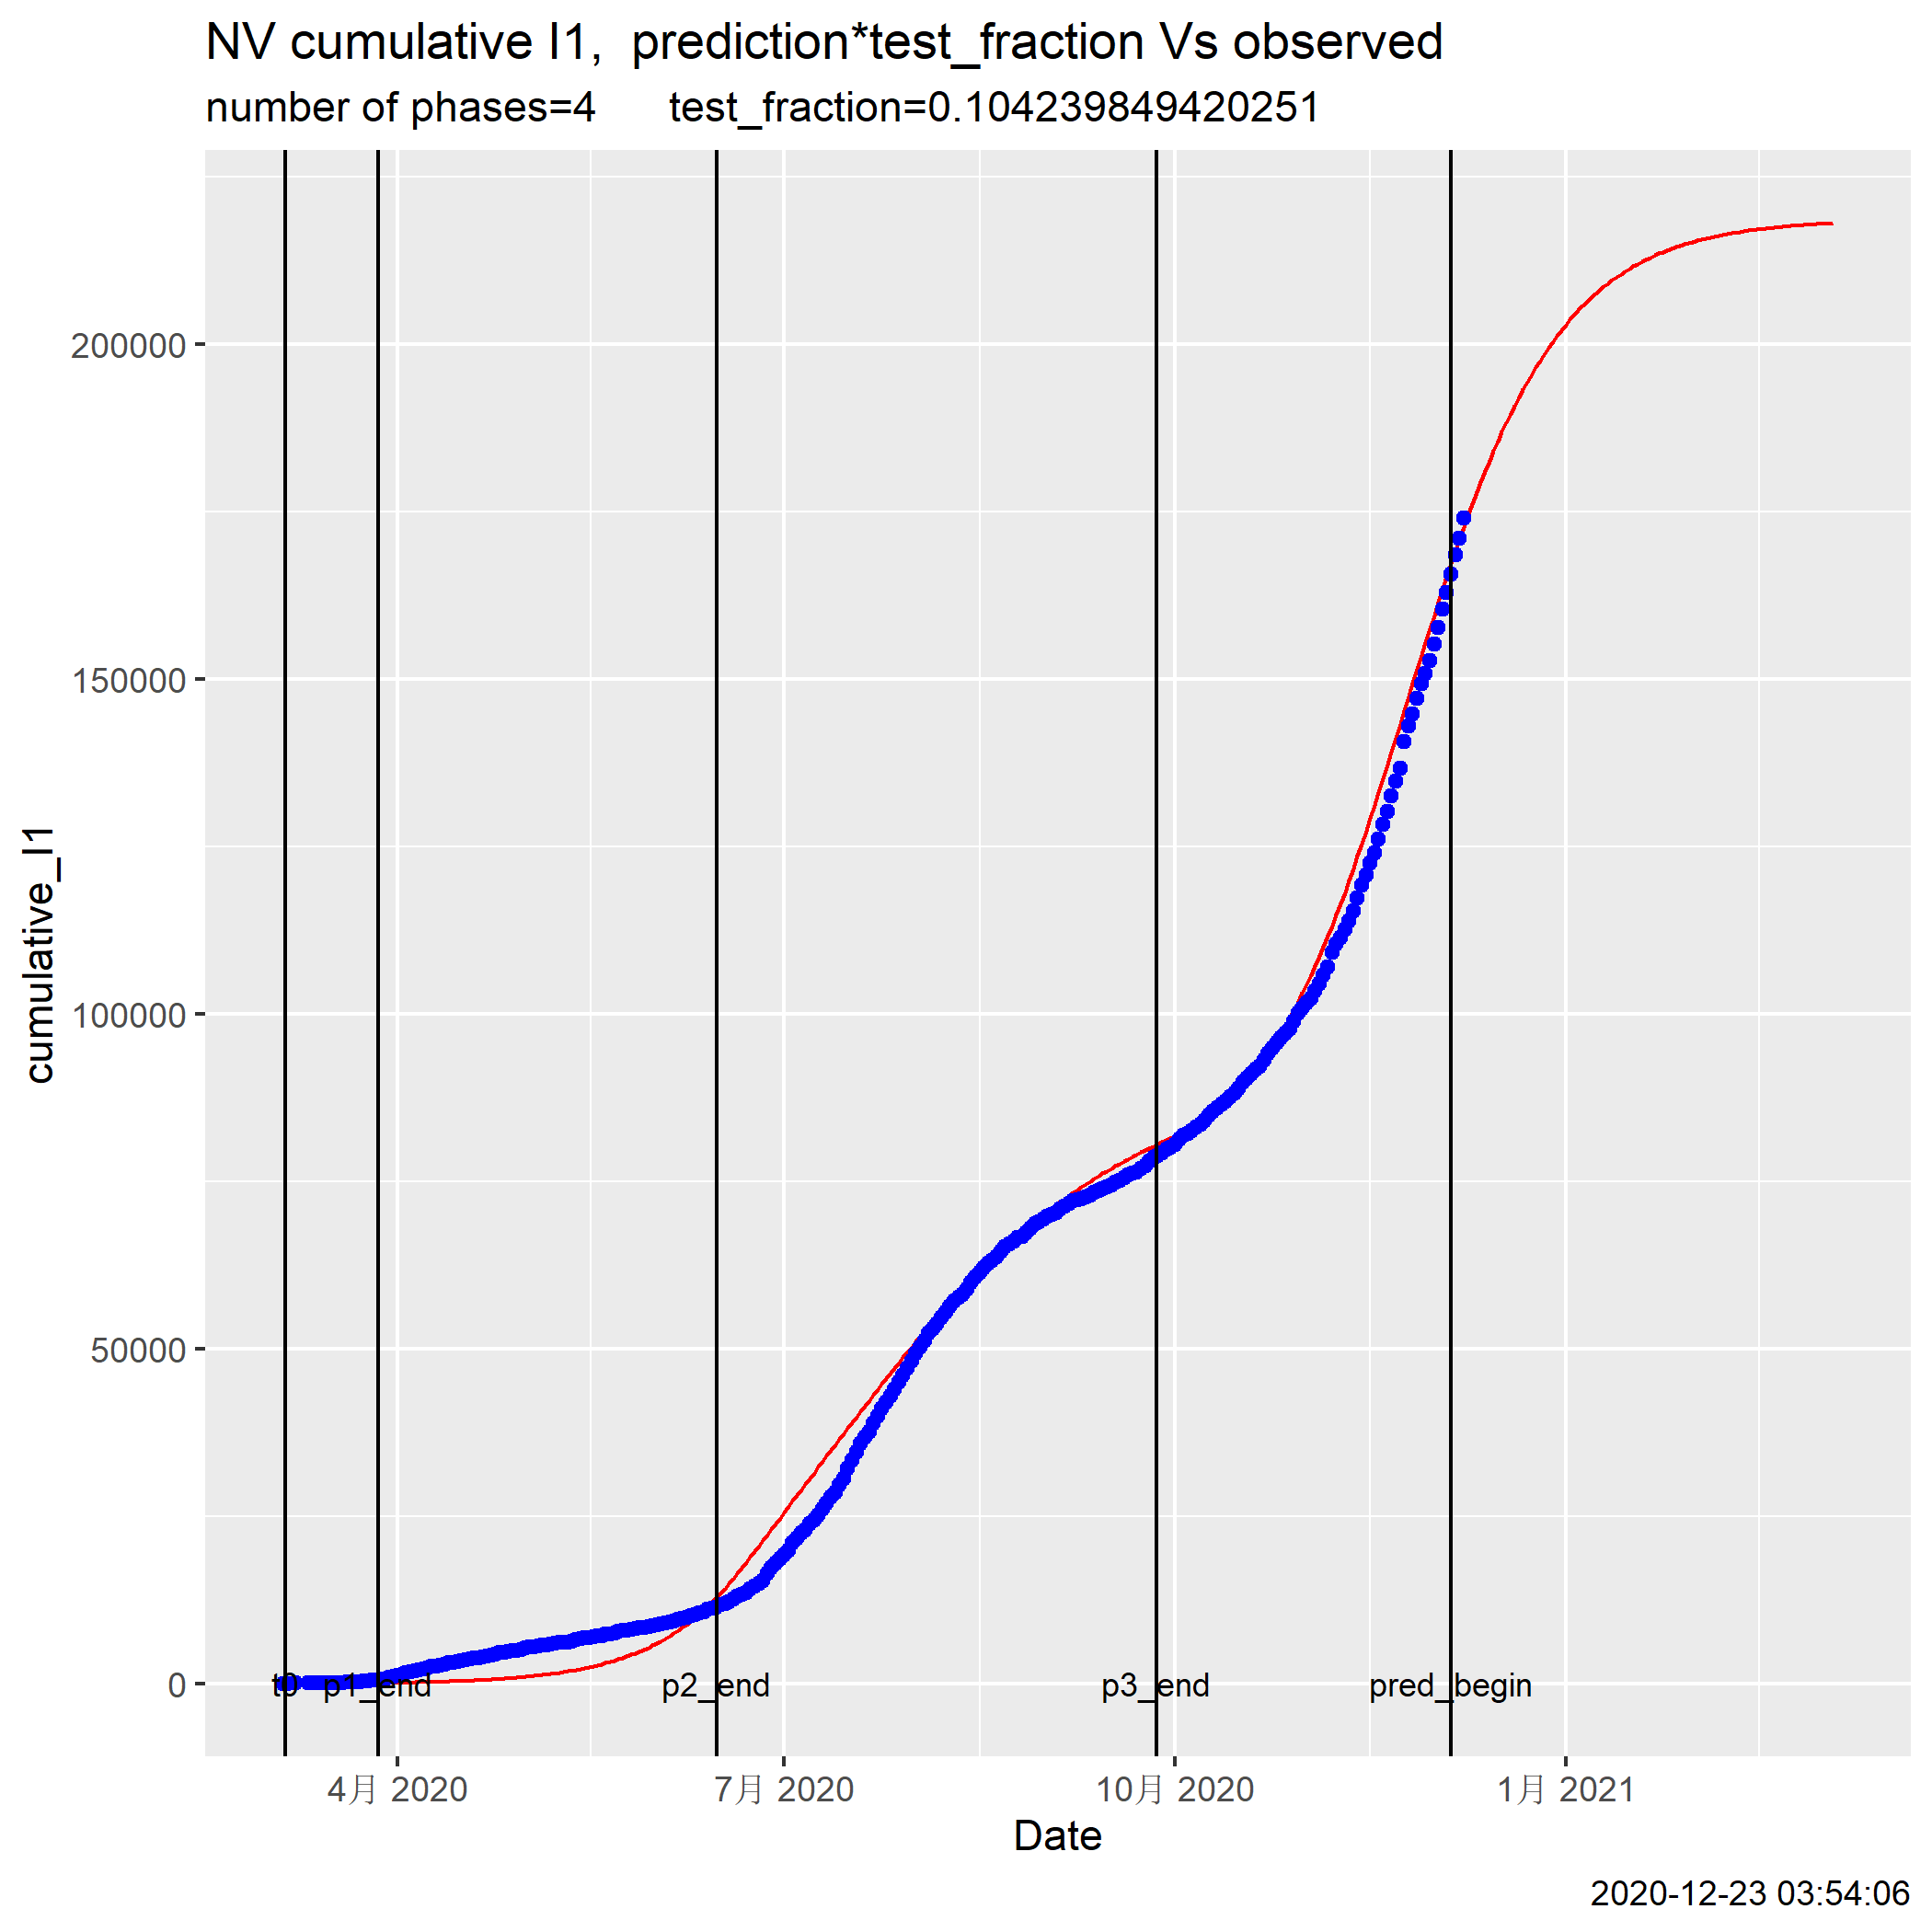 NV cumulative I1,  prediction*test_fraction Vs observed
number of phases=4      test_fraction=0.104239849420251
200000
150000
100000
50000
0
cumulative_I1
t0 p1_end p2_end p3_end pred_begin
4月 2020 7月 2020 10月 2020 1月 2021
Date
2020-12-23 03:54:06